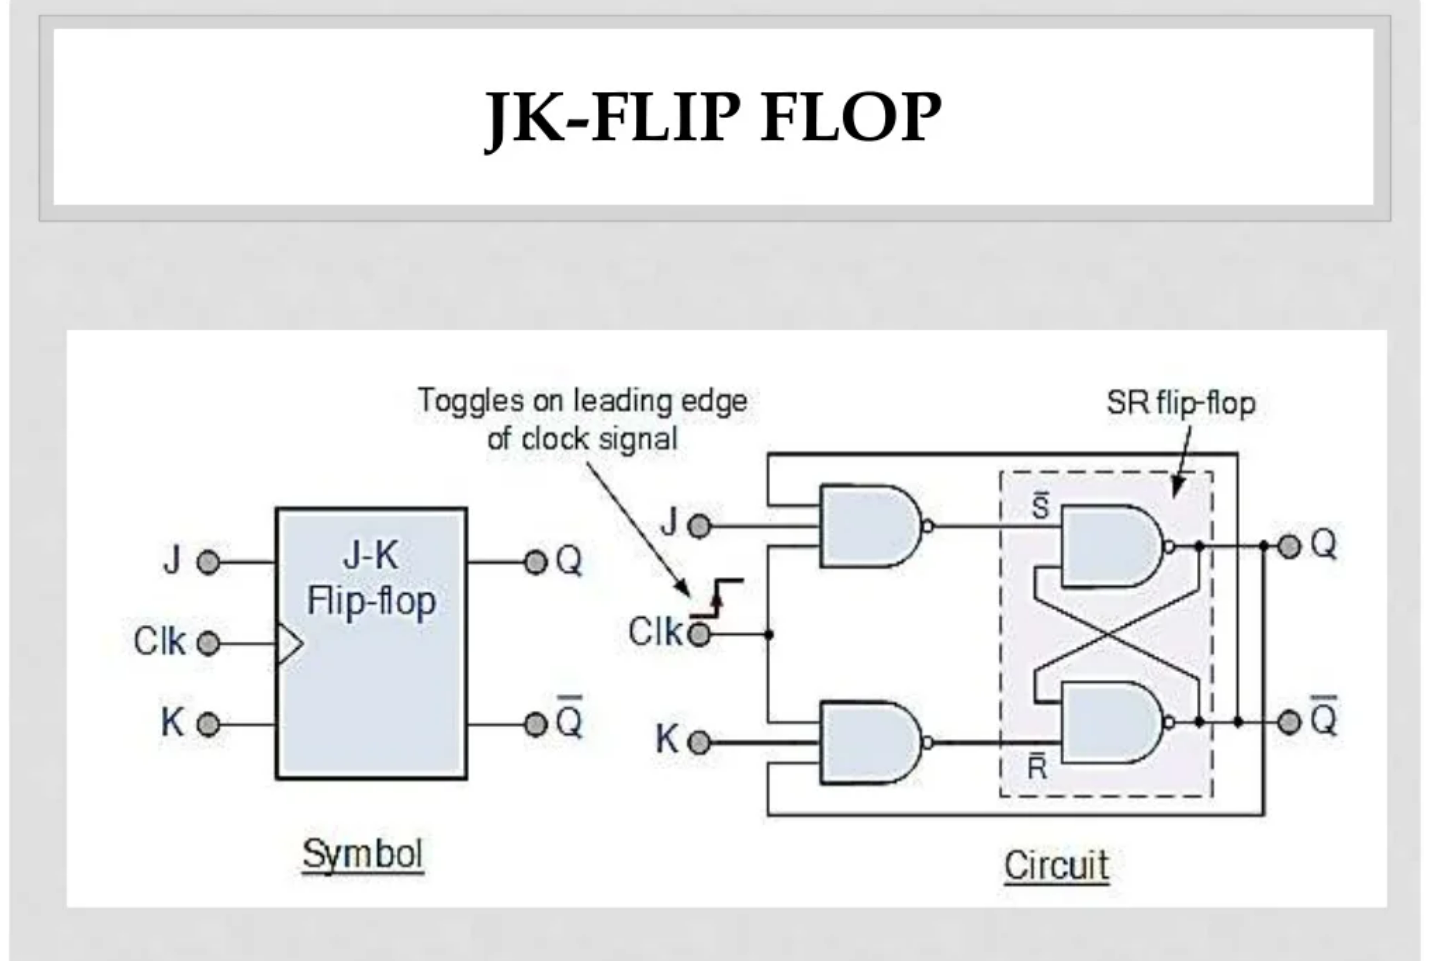 JK-FLIP FLOP
Toggles on leading edge
of clock signal
SR flip-flop
J
Clk
K
J-K
Flip-flop
Q
Q̅
Symbol
J
Clk
K
S̅
R̅
Q
Q̅
Circuit